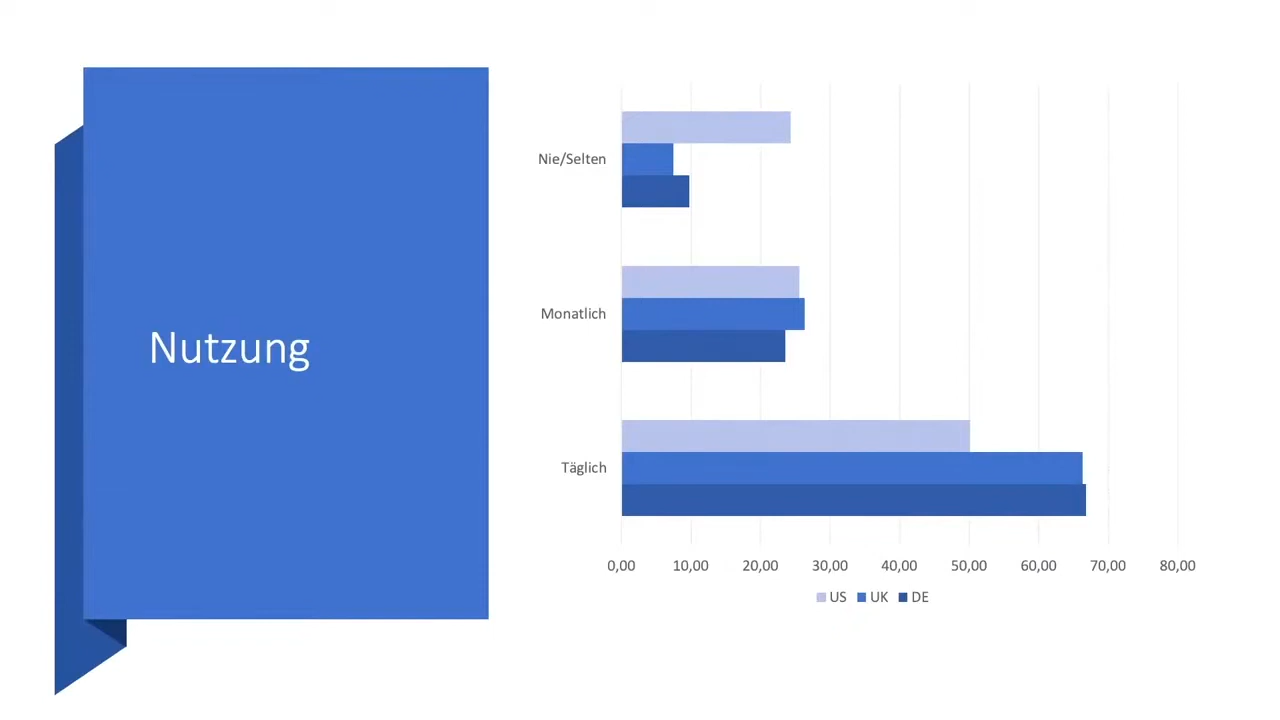 Nutzung
Nie/Selten
Monatlich
Täglich
0,00 10,00 20,00 30,00 40,00 50,00 60,00 70,00 80,00
US UK DE